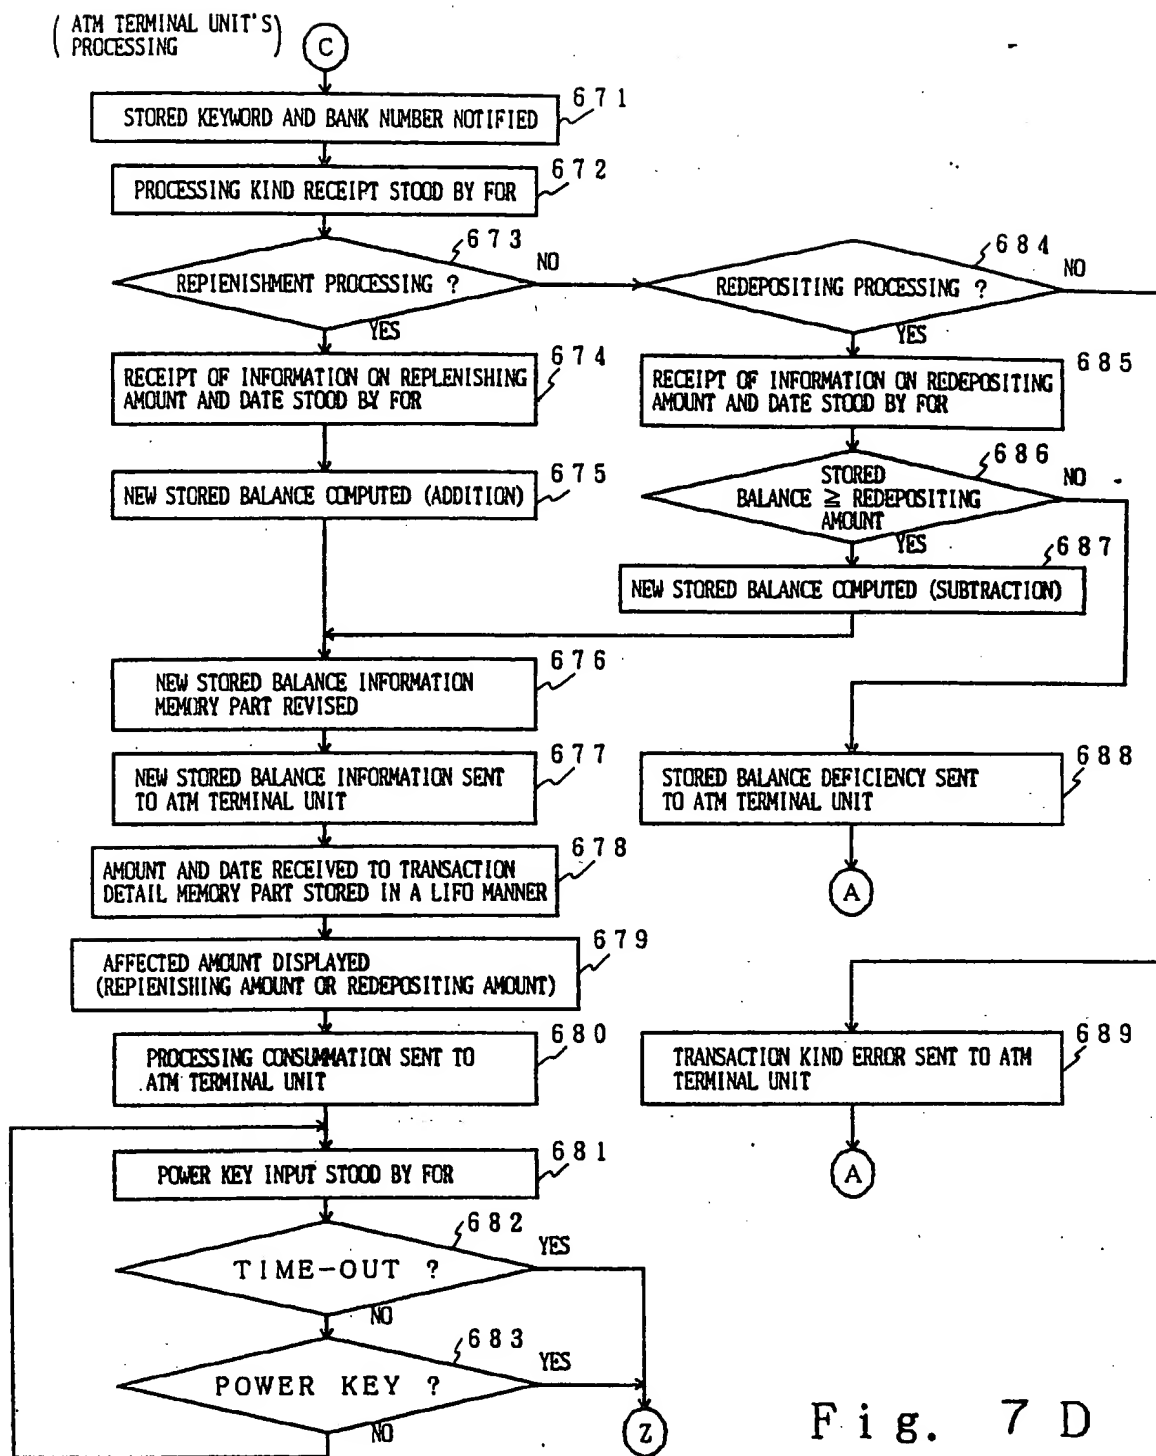 ( ATM TERMINAL UNIT'S )
PROCESSING
C
671
STORED KEYWORD AND BANK NUMBER NOTIFIED
672
PROCESSING KIND RECEIPT STOOD BY FOR
673
REPIENISHMENT PROCESSING ?
NO
YES
684
REDEPOSITING PROCESSING ?
NO
YES
674
RECEIPT OF INFORMATION ON REPLENISHING
AMOUNT AND DATE STOOD BY FOR
685
RECEIPT OF INFORMATION ON REDEPOSITING
AMOUNT AND DATE STOOD BY FOR
675
NEW STORED BALANCE COMPUTED (ADDITION)
686
STORED
BALANCE ≧ REDEPOSITING
AMOUNT
NO
YES
687
NEW STORED BALANCE COMPUTED (SUBTRACTION)
676
NEW STORED BALANCE INFORMATION
MEMORY PART REVISED
677
NEW STORED BALANCE INFORMATION SENT
TO ATM TERMINAL UNIT
688
STORED BALANCE DEFICIENCY SENT
TO ATM TERMINAL UNIT
A
678
AMOUNT AND DATE RECEIVED TO TRANSACTION
DETAIL MEMORY PART STORED IN A LIFO MANNER
679
AFFECTED AMOUNT DISPLAYED
(REPIENISHING AMOUNT OR REDEPOSITING AMOUNT)
680
PROCESSING CONSUMMATION SENT TO
ATM TERMINAL UNIT
689
TRANSACTION KIND ERROR SENT TO ATM
TERMINAL UNIT
A
681
POWER KEY INPUT STOOD BY FOR
682
TIME-OUT ?
YES
NO
683
POWER KEY ?
YES
NO
Z
Fig. 7 D